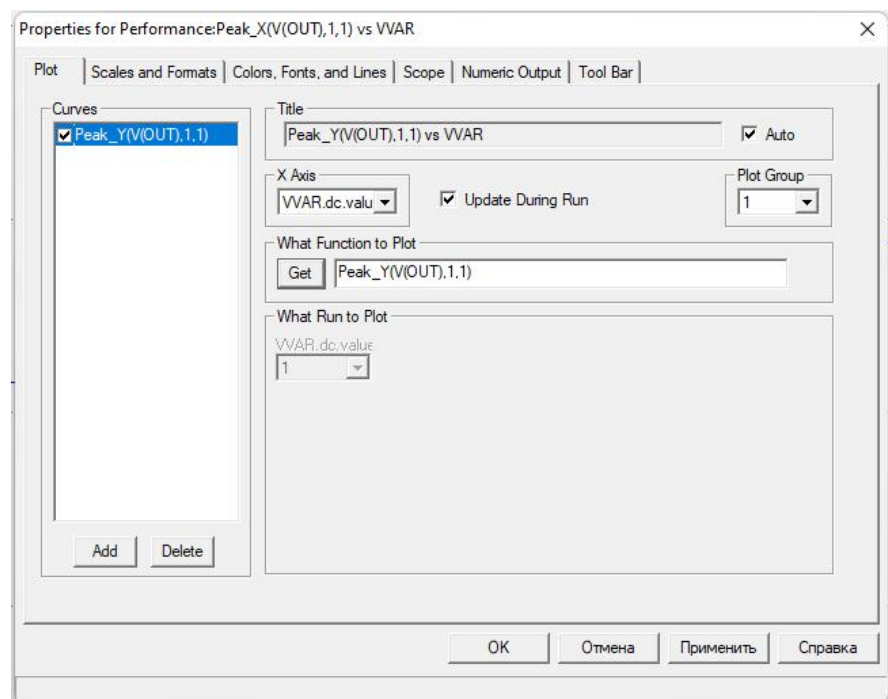 Properties for Performance:Peak_X(V(OUT),1,1) vs VVAR
Plot Scales and Formats Colors, Fonts, and Lines Scope Numeric Output Tool Bar
Curves
Peak_Y(V(OUT),1,1)
Title
Peak_Y(V(OUT),1,1) vs VVAR
Auto
X Axis
VVAR.dc.valu
Update During Run
Plot Group
1
What Function to Plot
Get
Peak_Y(V(OUT),1,1)
What Run to Plot
VVAR.dc.value
1
Add Delete
OK Отмена Применить Справка